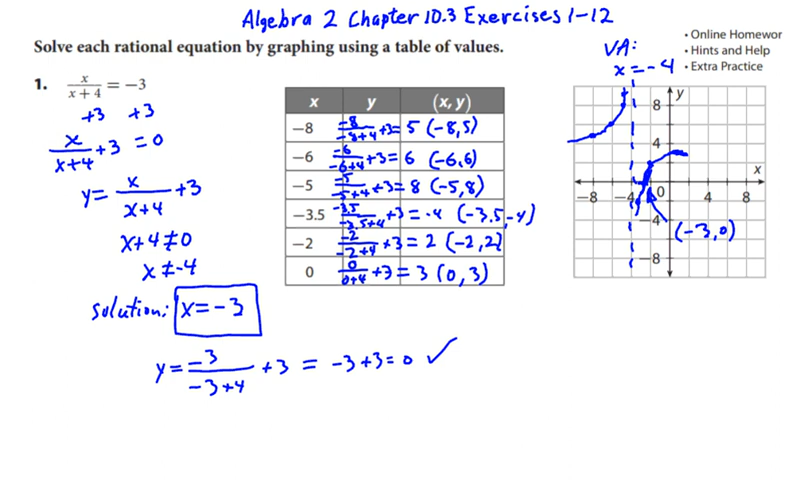 Algebra 2 Chapter 10.3 Exercises 1-12
Solve each rational equation by graphing using a table of values.
• Online Homewor
• Hints and Help
• Extra Practice
1. x/(x + 4) = −3
+3 +3
x/(x+4) +3 = 0
y = x/(x+4) +3
x+4≠0
x≠-4
solution: x = -3
x y (x, y)
−8 -8/(-8+4) +3 = 5 (-8,5)
−6 -6/(-6+4) +3 = 6 (-6,6)
−5 -5/(-5+4) +3 = 8 (-5,8)
−3.5 -3.5/(-3.5+4) +3 = -4 (-3.5,-4)
−2 -2/(-2+4) +3 = 2 (-2,2)
0 0/(0+4) +3 = 3 (0,3)
VA:
x = -4
y
8
4
x
−8 −4 0 4 8
−4
(-3,0)
−8
y = -3/(-3+4) +3 = -3+3=0 ✓